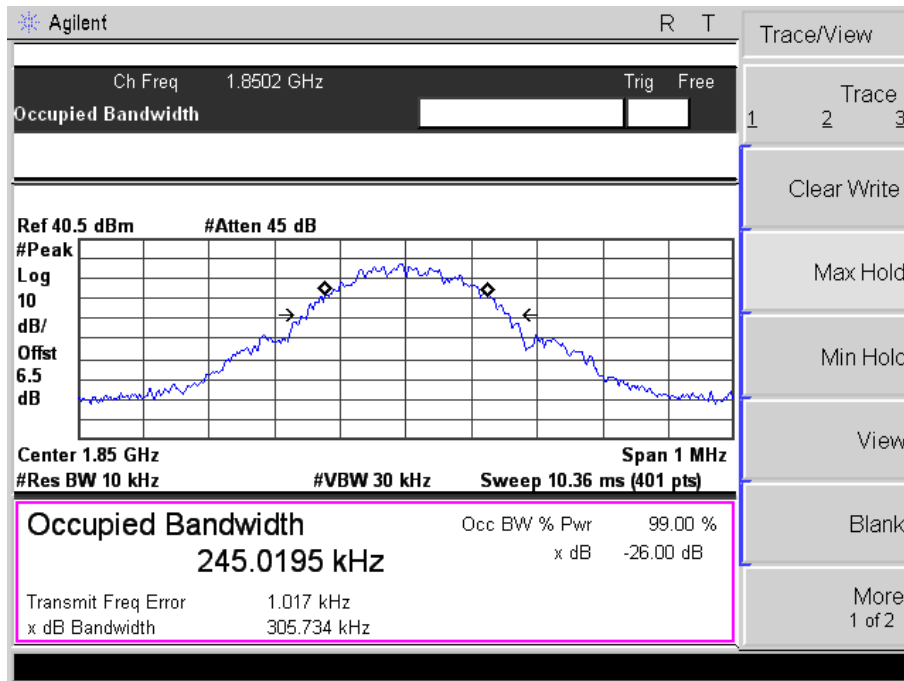 Agilent R T
Trace/View
Ch Freq 1.8502 GHz Trig Free
Occupied Bandwidth
Trace
1 2 3
Clear Write
Max Hold
Min Hold
View
Blank
More
1 of 2
Ref 40.5 dBm #Atten 45 dB
#Peak
Log
10
dB/
Offst
6.5
dB
Center 1.85 GHz Span 1 MHz
#Res BW 10 kHz #VBW 30 kHz Sweep 10.36 ms (401 pts)
Occupied Bandwidth
245.0195 kHz
Occ BW % Pwr 99.00 %
x dB -26.00 dB
Transmit Freq Error 1.017 kHz
x dB Bandwidth 305.734 kHz